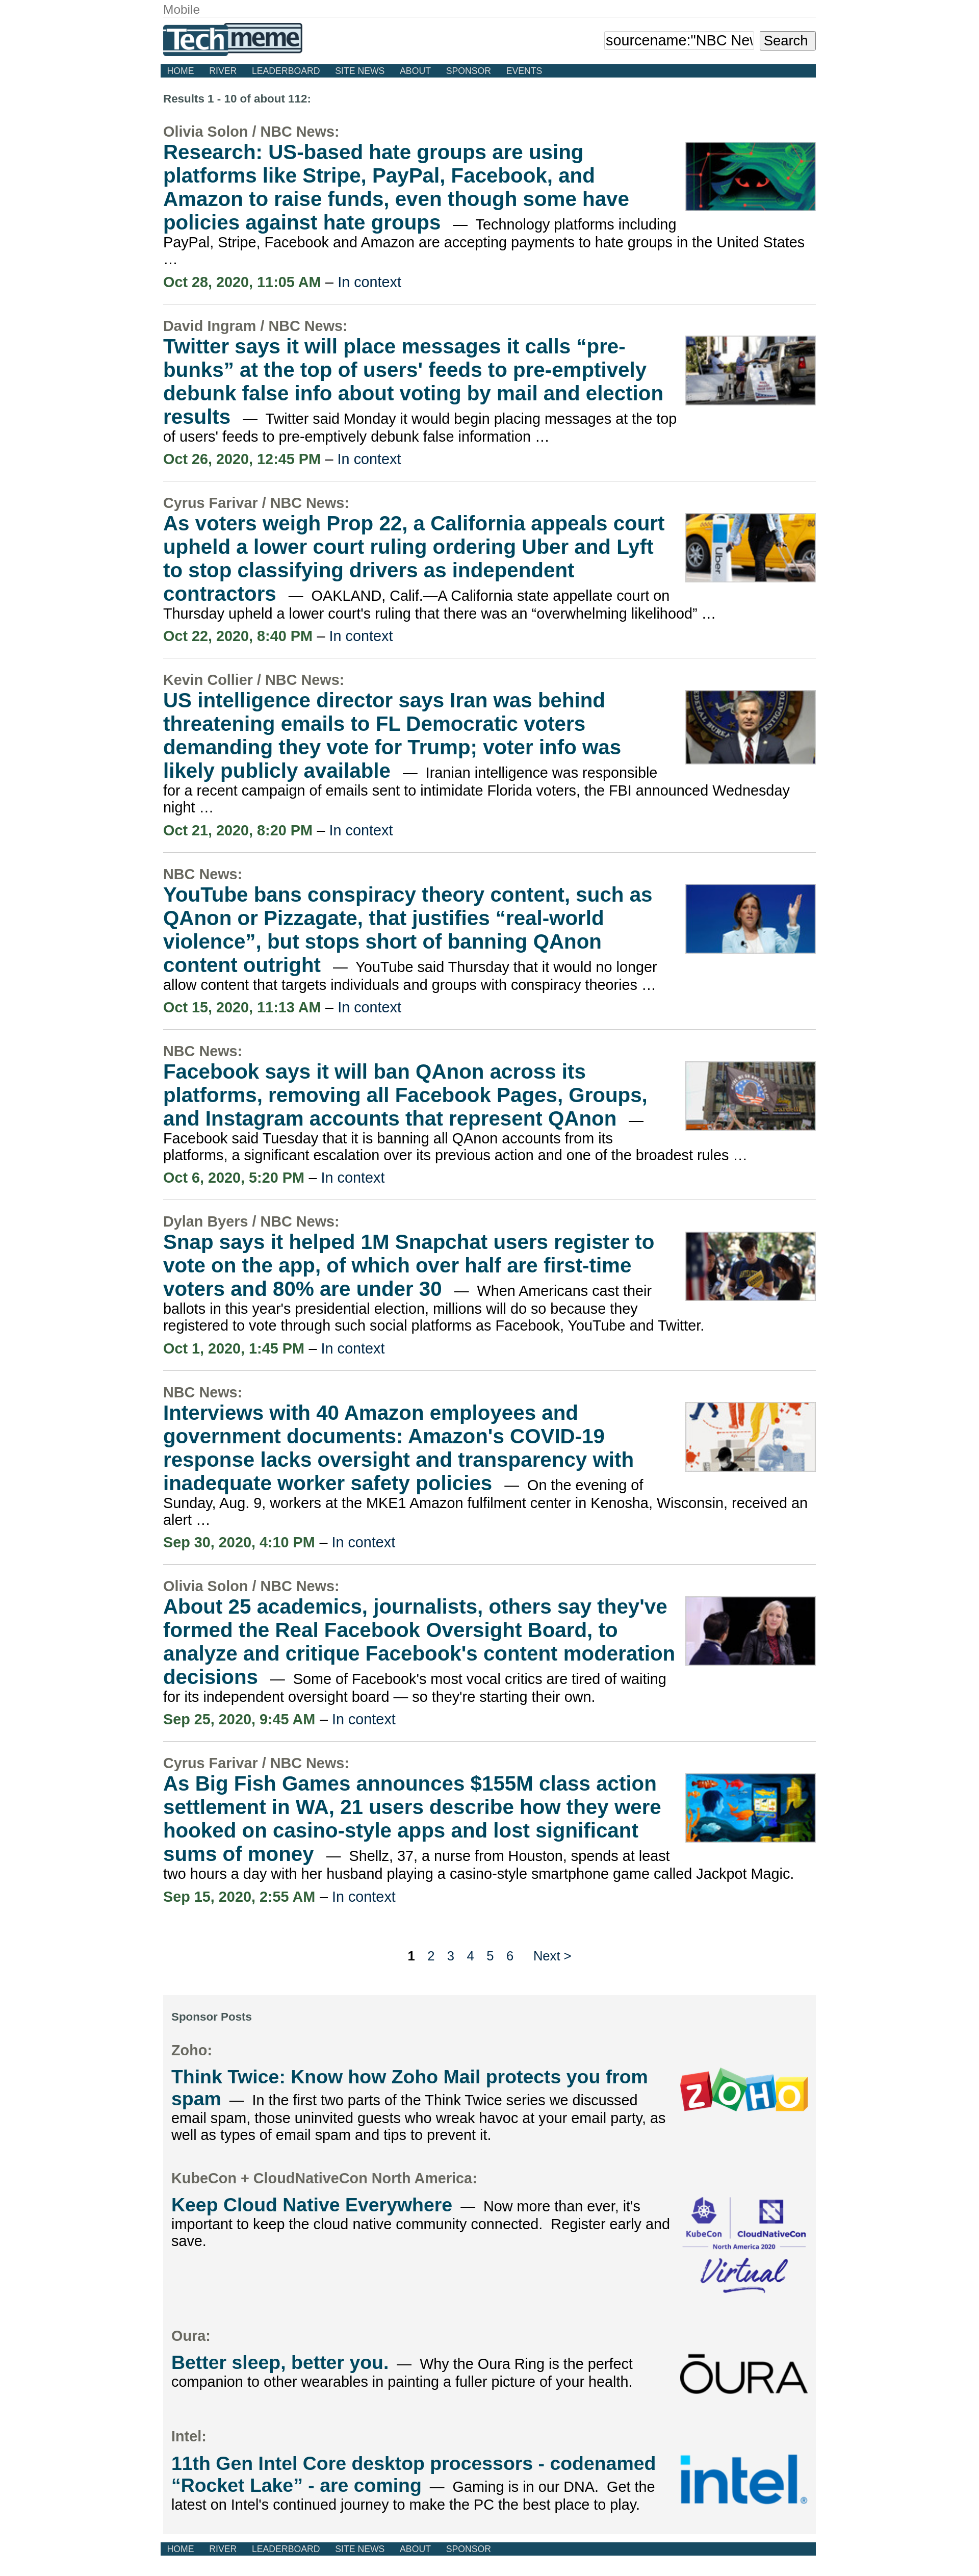 Mobile
Techmeme
sourcename:"NBC Nev
Search
HOME RIVER LEADERBOARD SITE NEWS ABOUT SPONSOR EVENTS
Results 1 - 10 of about 112:
Olivia Solon / NBC News:
Research: US-based hate groups are using
platforms like Stripe, PayPal, Facebook, and
Amazon to raise funds, even though some have
policies against hate groups — Technology platforms including
PayPal, Stripe, Facebook and Amazon are accepting payments to hate groups in the United States
…
Oct 28, 2020, 11:05 AM – In context
David Ingram / NBC News:
Twitter says it will place messages it calls “pre-
bunks” at the top of users' feeds to pre-emptively
debunk false info about voting by mail and election
results — Twitter said Monday it would begin placing messages at the top
of users' feeds to pre-emptively debunk false information …
Oct 26, 2020, 12:45 PM – In context
Cyrus Farivar / NBC News:
As voters weigh Prop 22, a California appeals court
upheld a lower court ruling ordering Uber and Lyft
to stop classifying drivers as independent
contractors — OAKLAND, Calif.—A California state appellate court on
Thursday upheld a lower court's ruling that there was an “overwhelming likelihood” …
Uber
Oct 22, 2020, 8:40 PM – In context
Kevin Collier / NBC News:
US intelligence director says Iran was behind
threatening emails to FL Democratic voters
demanding they vote for Trump; voter info was
likely publicly available — Iranian intelligence was responsible
for a recent campaign of emails sent to intimidate Florida voters, the FBI announced Wednesday
night …
Oct 21, 2020, 8:20 PM – In context
NBC News:
YouTube bans conspiracy theory content, such as
QAnon or Pizzagate, that justifies “real-world
violence”, but stops short of banning QAnon
content outright — YouTube said Thursday that it would no longer
allow content that targets individuals and groups with conspiracy theories …
Oct 15, 2020, 11:13 AM – In context
NBC News:
Facebook says it will ban QAnon across its
platforms, removing all Facebook Pages, Groups,
and Instagram accounts that represent QAnon —
Facebook said Tuesday that it is banning all QAnon accounts from its
platforms, a significant escalation over its previous action and one of the broadest rules …
Oct 6, 2020, 5:20 PM – In context
Dylan Byers / NBC News:
Snap says it helped 1M Snapchat users register to
vote on the app, of which over half are first-time
voters and 80% are under 30 — When Americans cast their
ballots in this year's presidential election, millions will do so because they
registered to vote through such social platforms as Facebook, YouTube and Twitter.
Oct 1, 2020, 1:45 PM – In context
NBC News:
Interviews with 40 Amazon employees and
government documents: Amazon's COVID-19
response lacks oversight and transparency with
inadequate worker safety policies — On the evening of
Sunday, Aug. 9, workers at the MKE1 Amazon fulfilment center in Kenosha, Wisconsin, received an
alert …
Sep 30, 2020, 4:10 PM – In context
Olivia Solon / NBC News:
About 25 academics, journalists, others say they've
formed the Real Facebook Oversight Board, to
analyze and critique Facebook's content moderation
decisions — Some of Facebook's most vocal critics are tired of waiting
for its independent oversight board — so they're starting their own.
Sep 25, 2020, 9:45 AM – In context
Cyrus Farivar / NBC News:
As Big Fish Games announces $155M class action
settlement in WA, 21 users describe how they were
hooked on casino-style apps and lost significant
sums of money — Shellz, 37, a nurse from Houston, spends at least
two hours a day with her husband playing a casino-style smartphone game called Jackpot Magic.
Sep 15, 2020, 2:55 AM – In context
1 2 3 4 5 6 Next >
Sponsor Posts
Zoho:
Think Twice: Know how Zoho Mail protects you from
spam — In the first two parts of the Think Twice series we discussed
email spam, those uninvited guests who wreak havoc at your email party, as
well as types of email spam and tips to prevent it.
ZOHO
KubeCon + CloudNativeCon North America:
Keep Cloud Native Everywhere — Now more than ever, it's
important to keep the cloud native community connected. Register early and
save.
KubeCon CloudNativeCon
North America 2020
Virtual
Oura:
Better sleep, better you. — Why the Oura Ring is the perfect
companion to other wearables in painting a fuller picture of your health.
ŌURA
Intel:
11th Gen Intel Core desktop processors - codenamed
“Rocket Lake” - are coming — Gaming is in our DNA. Get the
latest on Intel's continued journey to make the PC the best place to play.
intel®
HOME RIVER LEADERBOARD SITE NEWS ABOUT SPONSOR